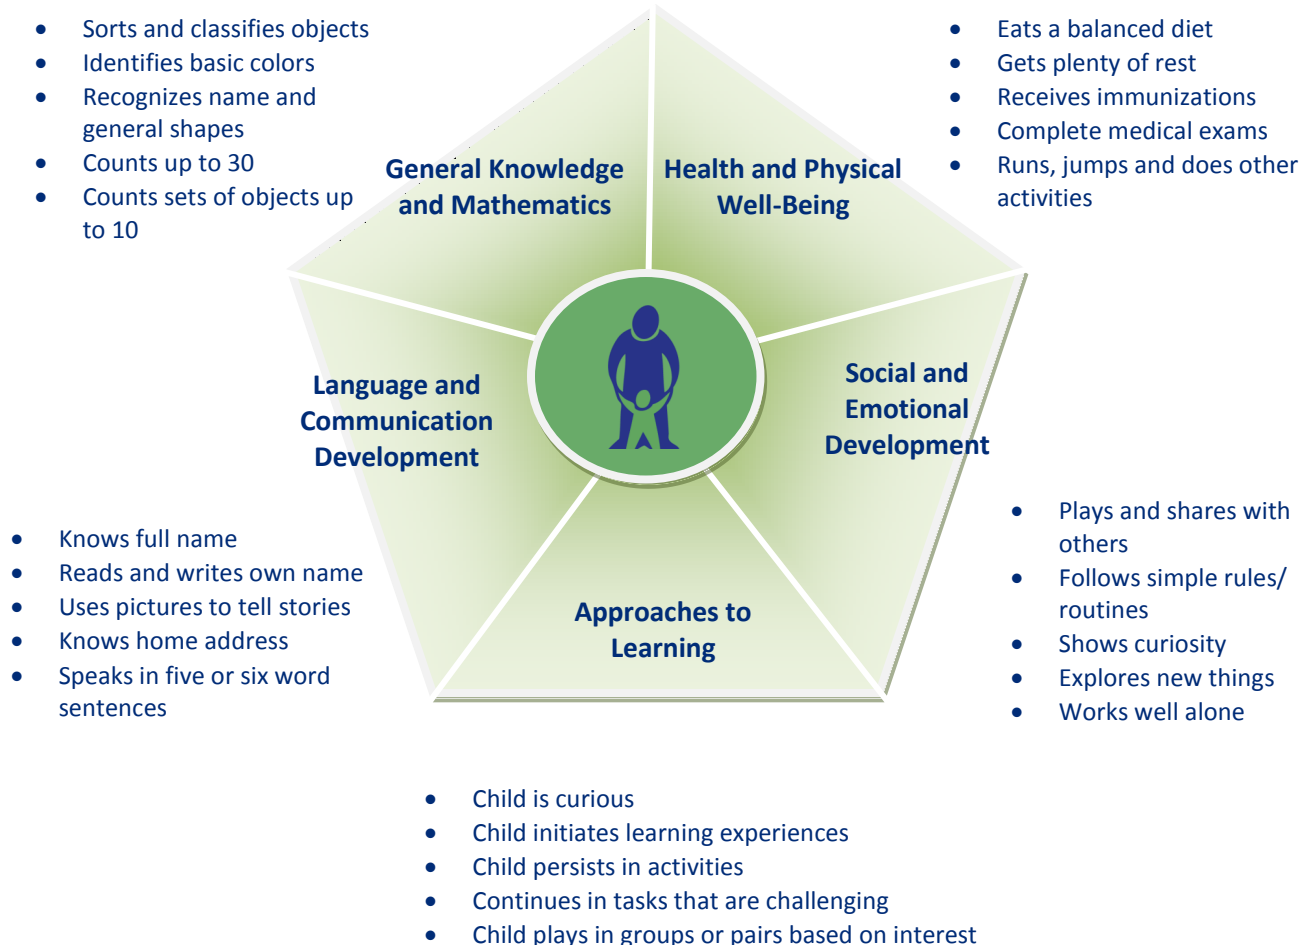 • Sorts and classifies objects
• Identifies basic colors
• Recognizes name and
general shapes
• Counts up to 30
• Counts sets of objects up
to 10
• Eats a balanced diet
• Gets plenty of rest
• Receives immunizations
• Complete medical exams
• Runs, jumps and does other
activities
General Knowledge
and Mathematics
Health and Physical
Well-Being
Language and
Communication
Development
Social and
Emotional
Development
• Knows full name
• Reads and writes own name
• Uses pictures to tell stories
• Knows home address
• Speaks in five or six word
sentences
Approaches to
Learning
• Plays and shares with
others
• Follows simple rules/
routines
• Shows curiosity
• Explores new things
• Works well alone
• Child is curious
• Child initiates learning experiences
• Child persists in activities
• Continues in tasks that are challenging
• Child plays in groups or pairs based on interest